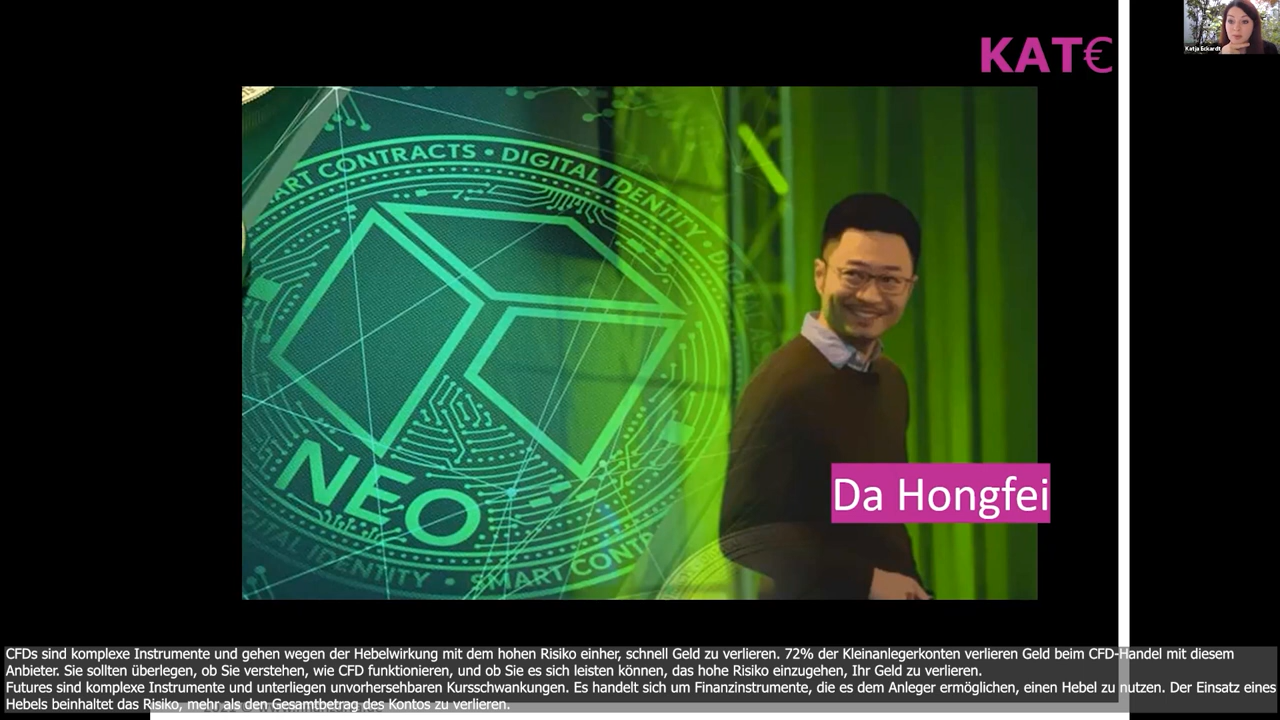 KAT€
Katja Eckardt
ART CONTRACTS • DIGITAL IDENTITY • DIGITAL A
NEO
TAL IDENTITY • SMART CONTR
Da Hongfei
CFDs sind komplexe Instrumente und gehen wegen der Hebelwirkung mit dem hohen Risiko einher, schnell Geld zu verlieren. 72% der Kleinanlegerkonten verlieren Geld beim CFD-Handel mit diesem
Anbieter. Sie sollten überlegen, ob Sie verstehen, wie CFD funktionieren, und ob Sie es sich leisten können, das hohe Risiko einzugehen, Ihr Geld zu verlieren.
Futures sind komplexe Instrumente und unterliegen unvorhersehbaren Kursschwankungen. Es handelt sich um Finanzinstrumente, die es dem Anleger ermöglichen, einen Hebel zu nutzen. Der Einsatz eines
Hebels beinhaltet das Risiko, mehr als den Gesamtbetrag des Kontos zu verlieren.